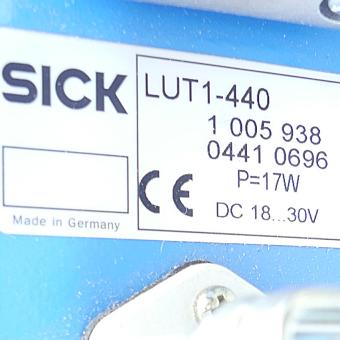 SICK
LUT1-440
1 005 938
0441 0696
P=17W
CE
DC 18...30V
Made in Germany